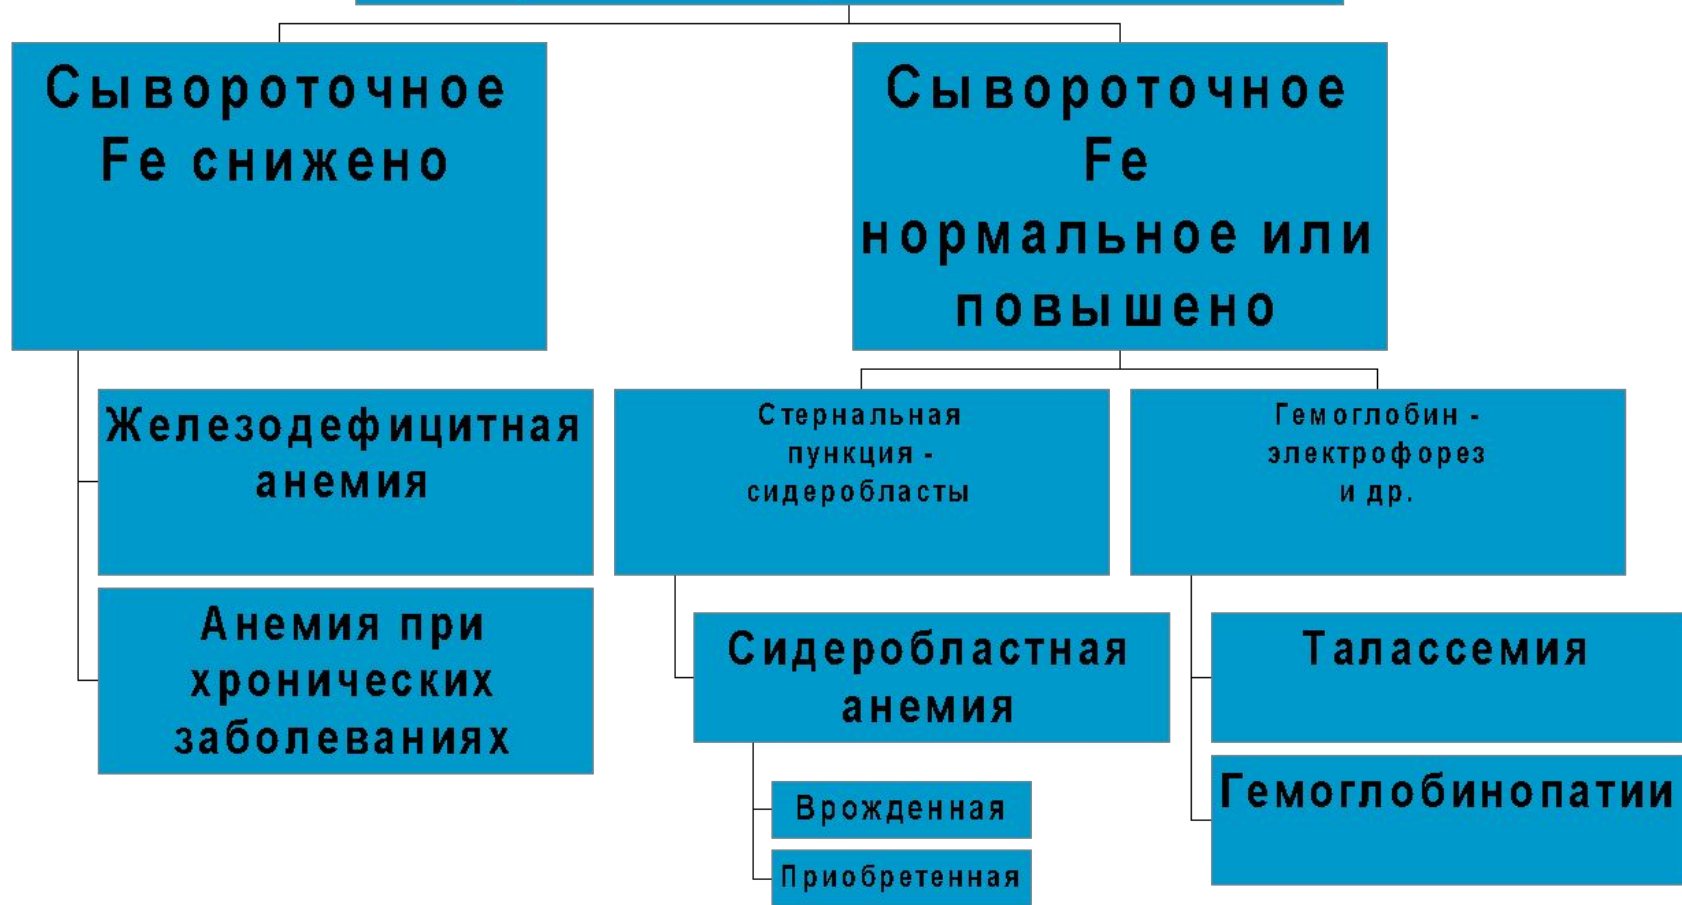 Сывороточное
Fe снижено
Сывороточное
Fe
нормальное или
повышено
Железодефицитная
анемия
Анемия при
хронических
заболеваниях
Стернальная
пункция -
сидеробласты
Гемоглобин -
электрофорез
и др.
Сидеробластная
анемия
Врожденная
Приобретенная
Талассемия
Гемоглобинопатии